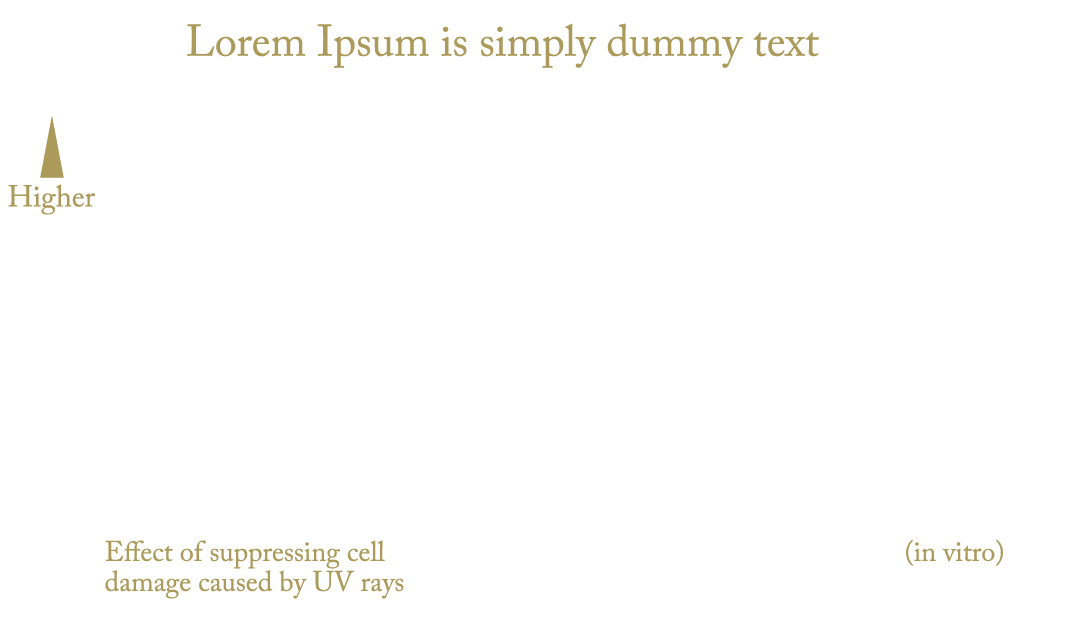 Lorem Ipsum is simply dummy text
Higher
Effect of suppressing cell
damage caused by UV rays
(in vitro)